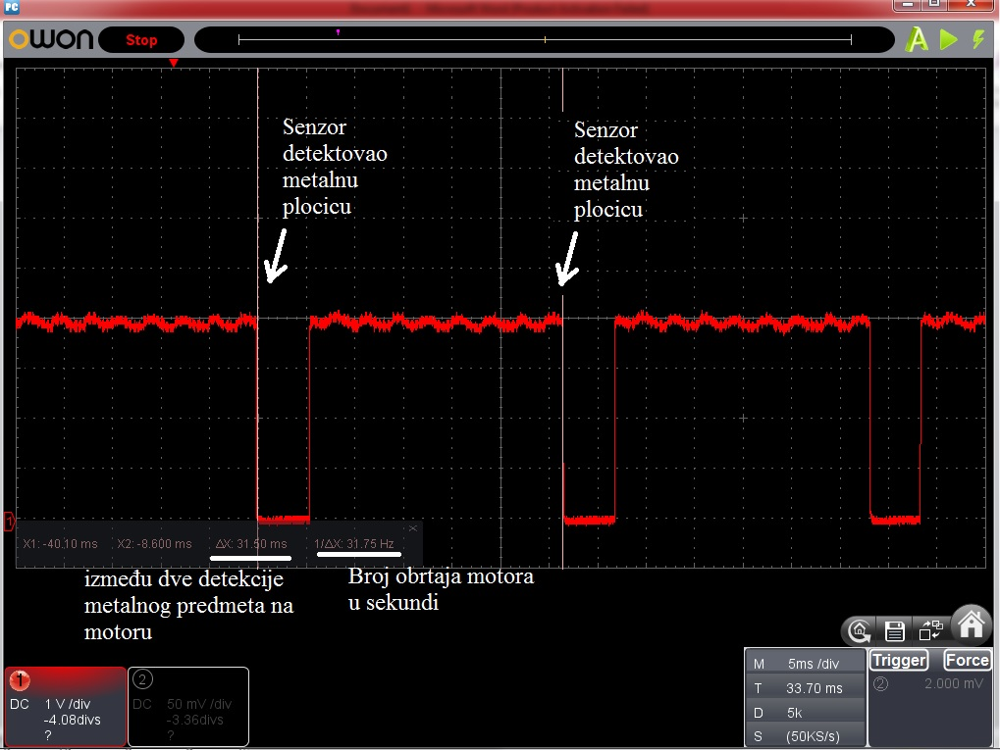 PC
owon
Stop
A
Senzor
detektovao
metalnu
plocicu
Senzor
detektovao
metalnu
plocicu
1
X1: -40.10 ms X2: -8.600 ms ΔX: 31.50 ms 1/ΔX: 31.75 Hz
između dve detekcije
metalnog predmeta na
motoru
Broj obrtaja motora
u sekundi
1
DC 1 V /div
-4.08divs
?
2
DC 50 mV /div
-3.36divs
?
M 5ms /div
T 33.70 ms
D 5k
S (50KS/s)
Trigger Force
2 2.000 mV